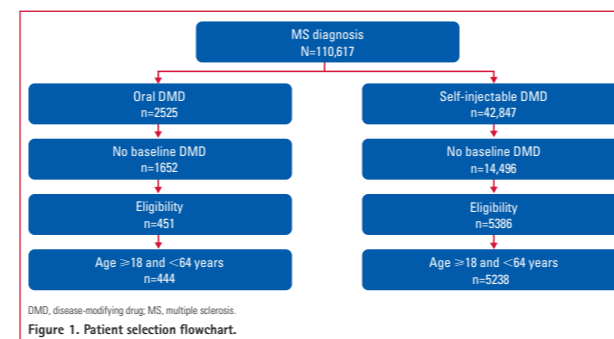 MS diagnosis
N=110,617
Oral DMD
n=2525
Self-injectable DMD
n=42,847
No baseline DMD
n=1652
No baseline DMD
n=14,496
Eligibility
n=451
Eligibility
n=5386
Age ⩾18 and <64 years
n=444
Age ⩾18 and <64 years
n=5238
DMD, disease-modifying drug; MS, multiple sclerosis.
Figure 1. Patient selection flowchart.